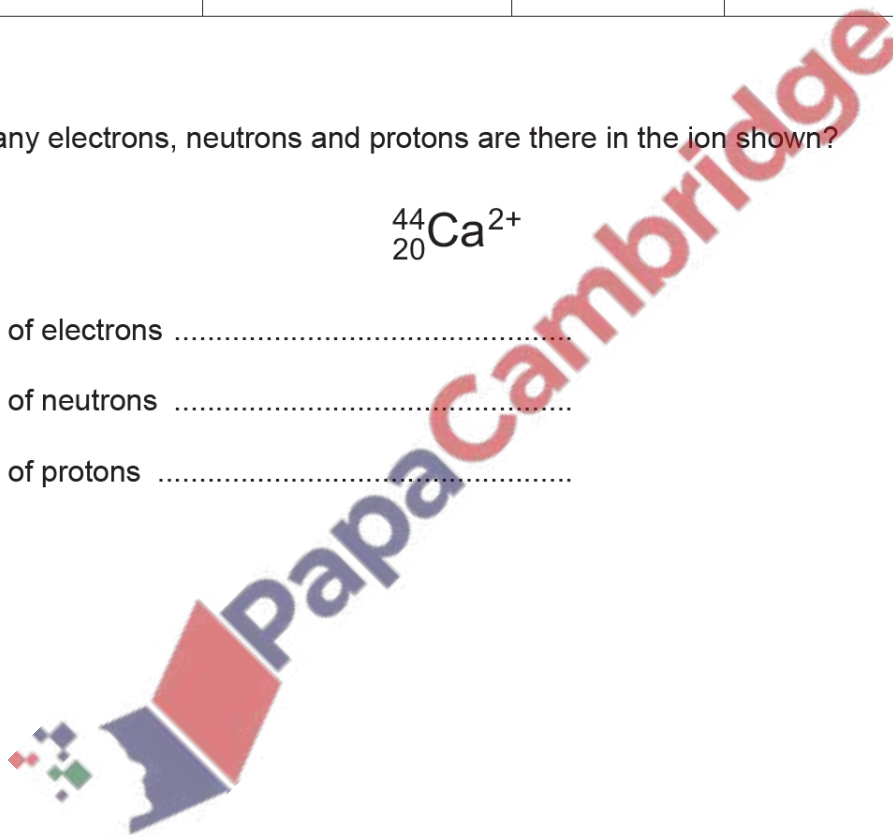 any electrons, neutrons and protons are there in the ion shown?
44
20Ca2+
of electrons ................................................
of neutrons ................................................
of protons ..................................................
PapaCambridge